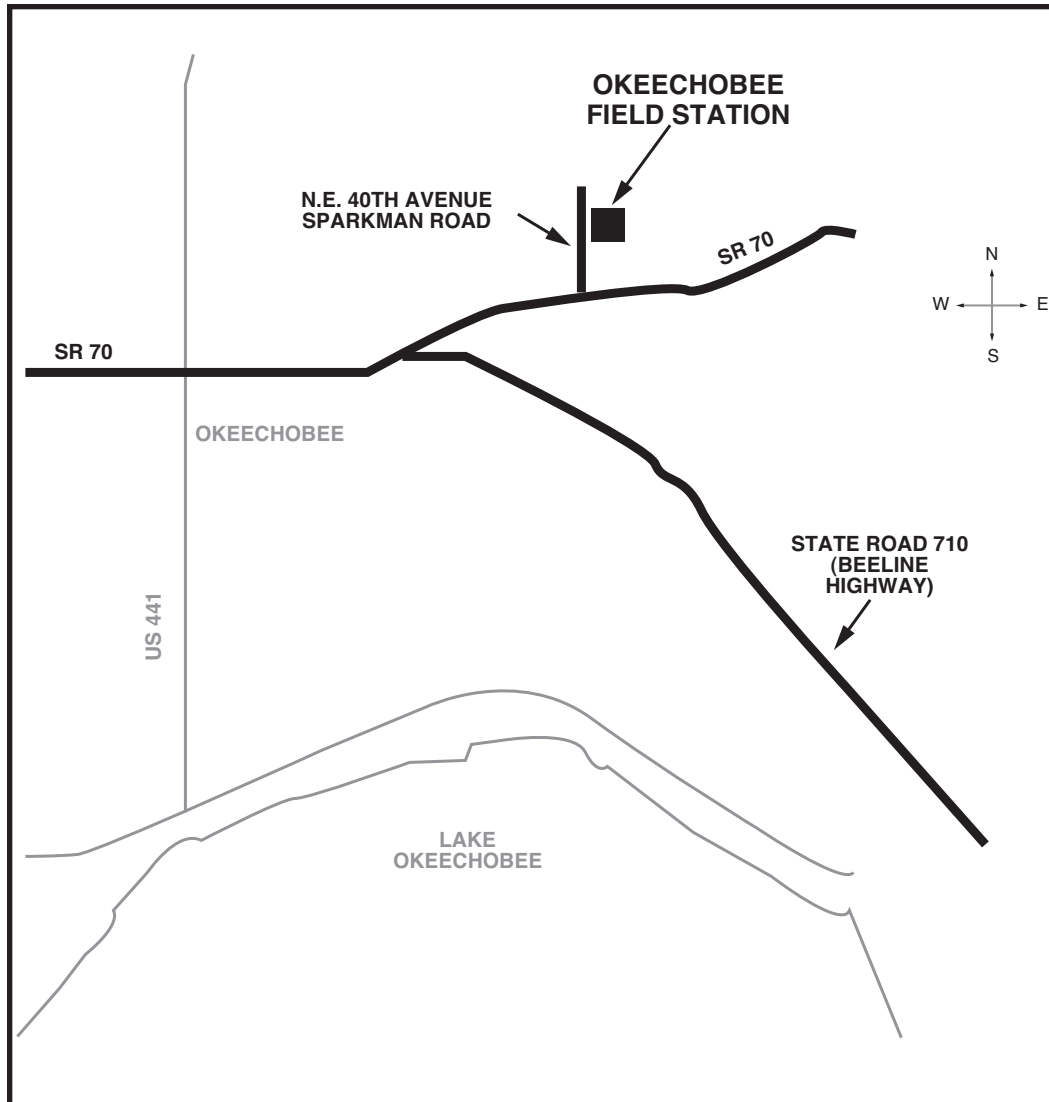 OKEECHOBEE
FIELD STATION
N.E. 40TH AVENUE
SPARKMAN ROAD
SR 70
N
W
E
S
SR 70
OKEECHOBEE
STATE ROAD 710
(BEELINE
HIGHWAY)
US 441
LAKE
OKEECHOBEE